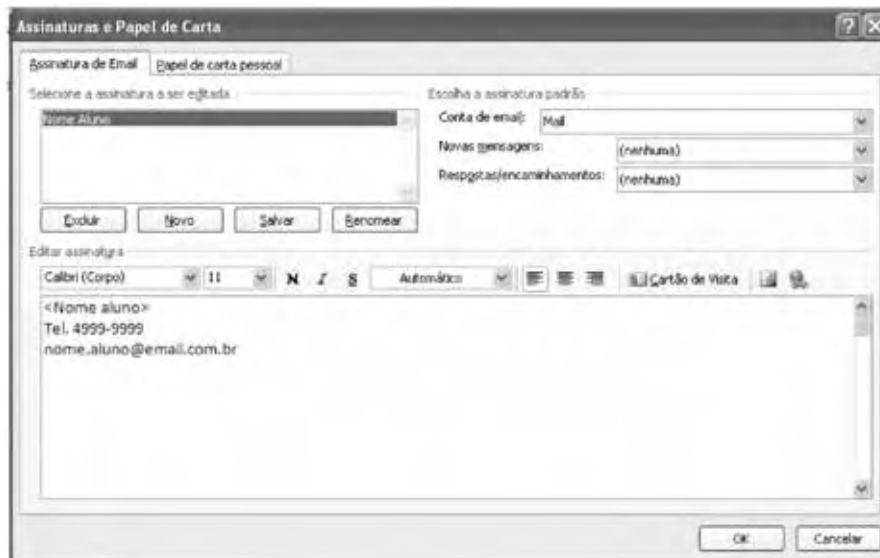 Assinaturas e Papel de Carta
Assinatura de Email Papel de carta pessoal
Selecione a assinatura a ser editada
Nome Aluno
Excluir Novo Salvar Renomear
Escolha a assinatura padrão
Conta de email: Mail
Novas mensagens: (nenhuma)
Respostas/encaminhamentos: (nenhuma)
Editar assinatura
Calibri (Corpo) 11 N I S Automático Cartão de Visita
<Nome aluno>
Tel. 4999-9999
nome.aluno@email.com.br
OK Cancelar